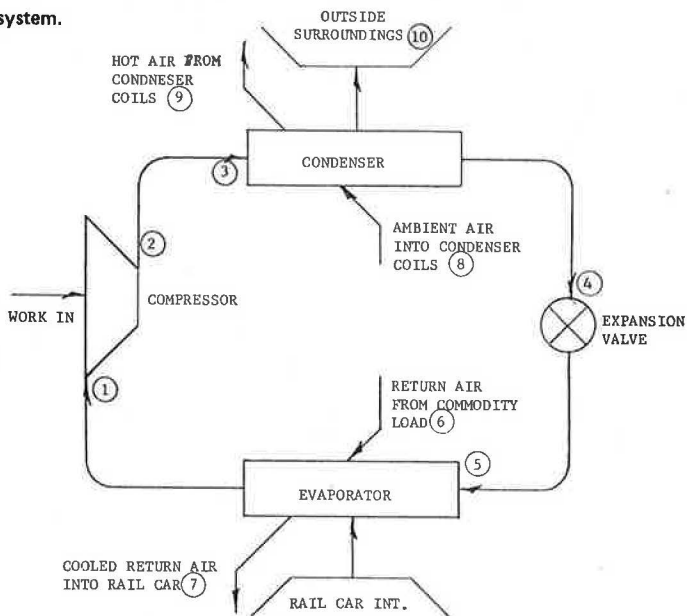 system.
OUTSIDE
SURROUNDINGS 10
HOT AIR FROM
CONDNESER
COILS 9
3
CONDENSER
2
AMBIENT AIR
INTO CONDENSER
COILS 8
4
COMPRESSOR
WORK IN
EXPANSION
VALVE
1
RETURN AIR
FROM COMMODITY
LOAD 6
5
EVAPORATOR
COOLED RETURN AIR
INTO RAIL CAR 7
RAIL CAR INT.